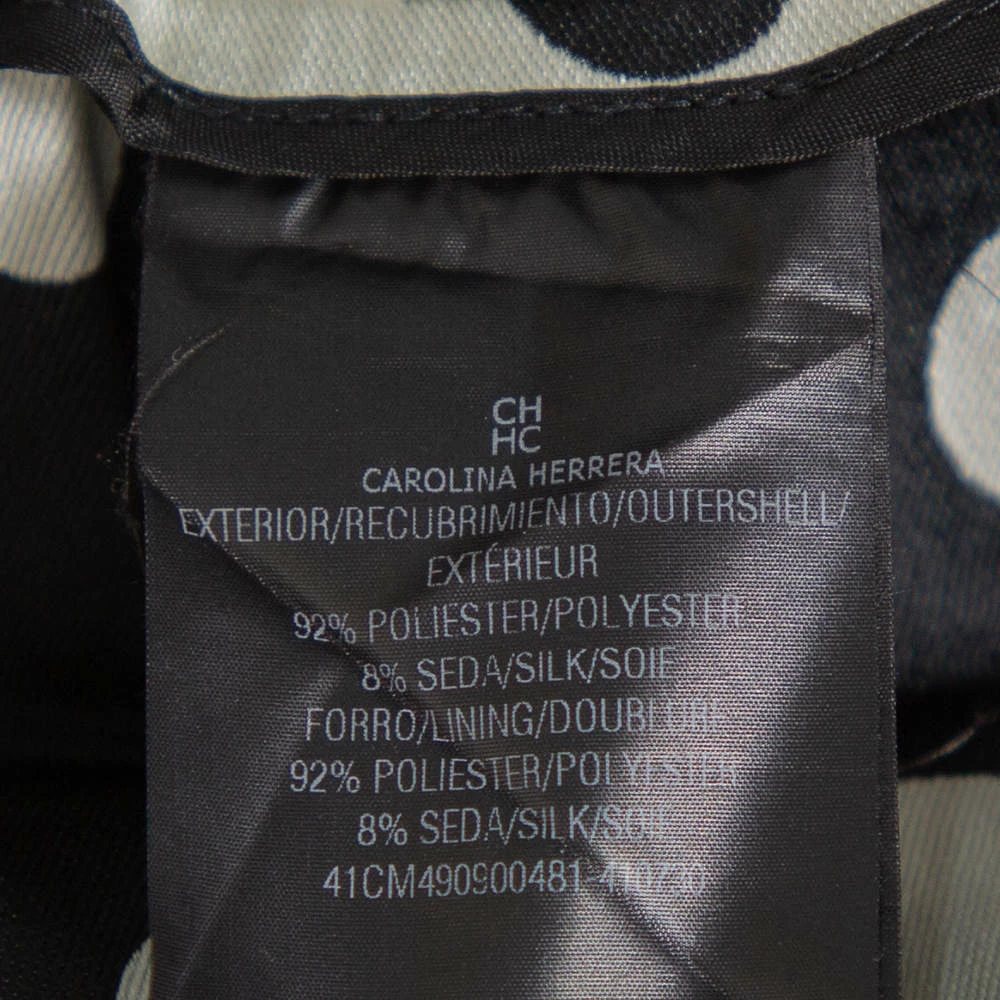 CH
HC
CAROLINA HERRERA
EXTERIOR/RECUBRIMIENTO/OUTERSHELL/
EXTÉRIEUR
92% POLIESTER/POLYESTER
8% SEDA/SILK/SOIE
FORRO/LINING/DOUBLURE
92% POLIESTER/POLYESTER
8% SEDA/SILK/SOIE
41CM490900481